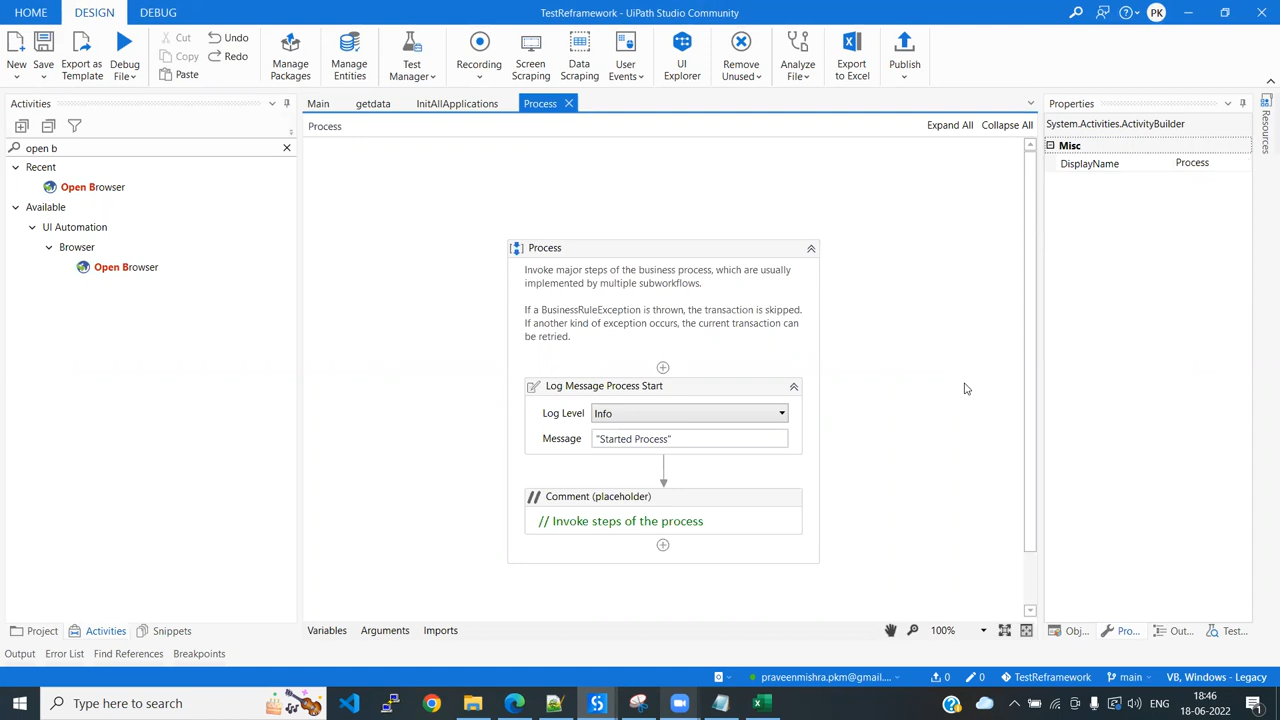 HOME DESIGN DEBUG
TestReframework - UiPath Studio Community
PK
New
Save
Export as Template
Debug File
Cut
Copy
Paste
Undo
Redo
Manage Packages
Manage Entities
Test Manager
Recording
Screen Scraping
Data Scraping
User Events
UI Explorer
Remove Unused
Analyze File
Export to Excel
Publish
Activities
open b
Recent
Open Browser
Available
UI Automation
Browser
Open Browser
Main getdata InitAllApplications Process
Process
Expand All Collapse All
Process
Invoke major steps of the business process, which are usually
implemented by multiple subworkflows.
If a BusinessRuleException is thrown, the transaction is skipped.
If another kind of exception occurs, the current transaction can
be retried.
Log Message Process Start
Log Level Info
Message "Started Process"
Comment (placeholder)
// Invoke steps of the process
Properties
System.Activities.ActivityBuilder
Misc
DisplayName Process
Resources
Project Activities Snippets
Variables Arguments Imports
100%
Obj... Pro... Out... Test...
Output Error List Find References Breakpoints
praveenmishra.pkm@gmail.... 0 0 TestReframework main VB, Windows - Legacy
Type here to search
ENG
18:46
18-06-2022
1